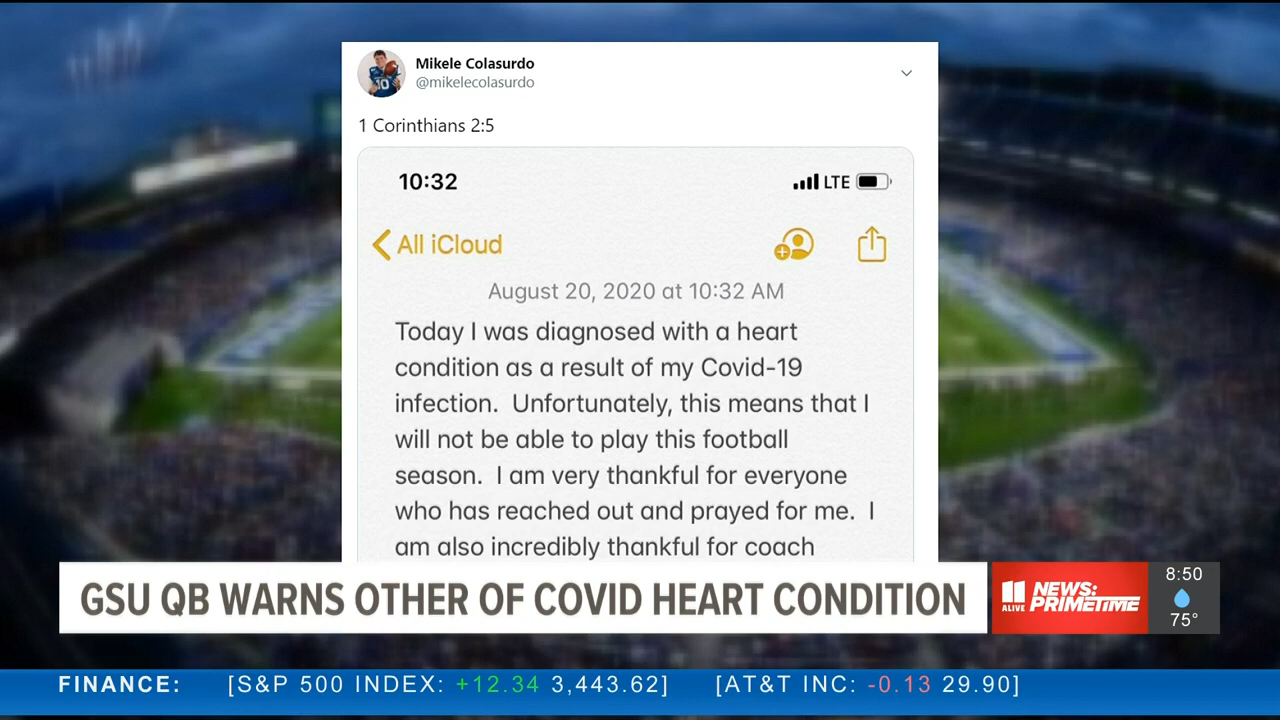 Mikele Colasurdo
@mikelecolasurdo
1 Corinthians 2:5
10:32
LTE
All iCloud
August 20, 2020 at 10:32 AM
Today I was diagnosed with a heart
condition as a result of my Covid-19
infection. Unfortunately, this means that I
will not be able to play this football
season. I am very thankful for everyone
who has reached out and prayed for me. I
am also incredibly thankful for coach
GSU QB WARNS OTHER OF COVID HEART CONDITION
11 ALIVE
NEWS:
PRIMETIME
8:50
75°
FINANCE: [S&P 500 INDEX: +12.34 3,443.62] [AT&T INC: -0.13 29.90]